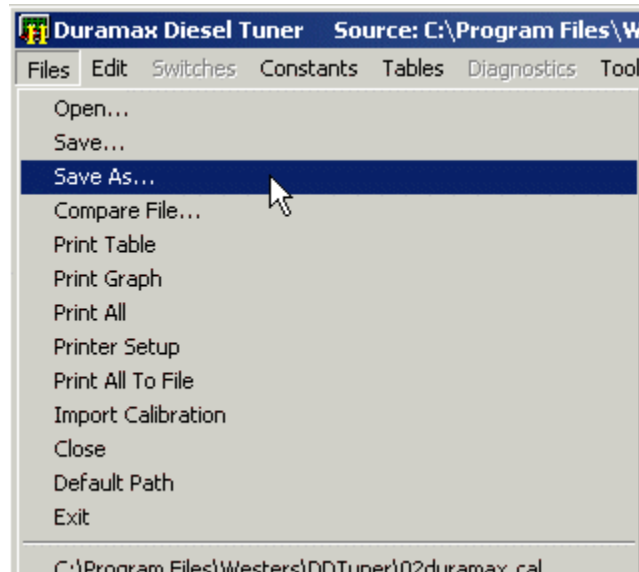 Duramax Diesel Tuner Source: C:\Program Files\W
Files Edit Switches Constants Tables Diagnostics Tool
Open...
Save...
Save As...
Compare File...
Print Table
Print Graph
Print All
Printer Setup
Print All To File
Import Calibration
Close
Default Path
Exit
C:\Program Files\Westers\DDTuner\02duramax.cal